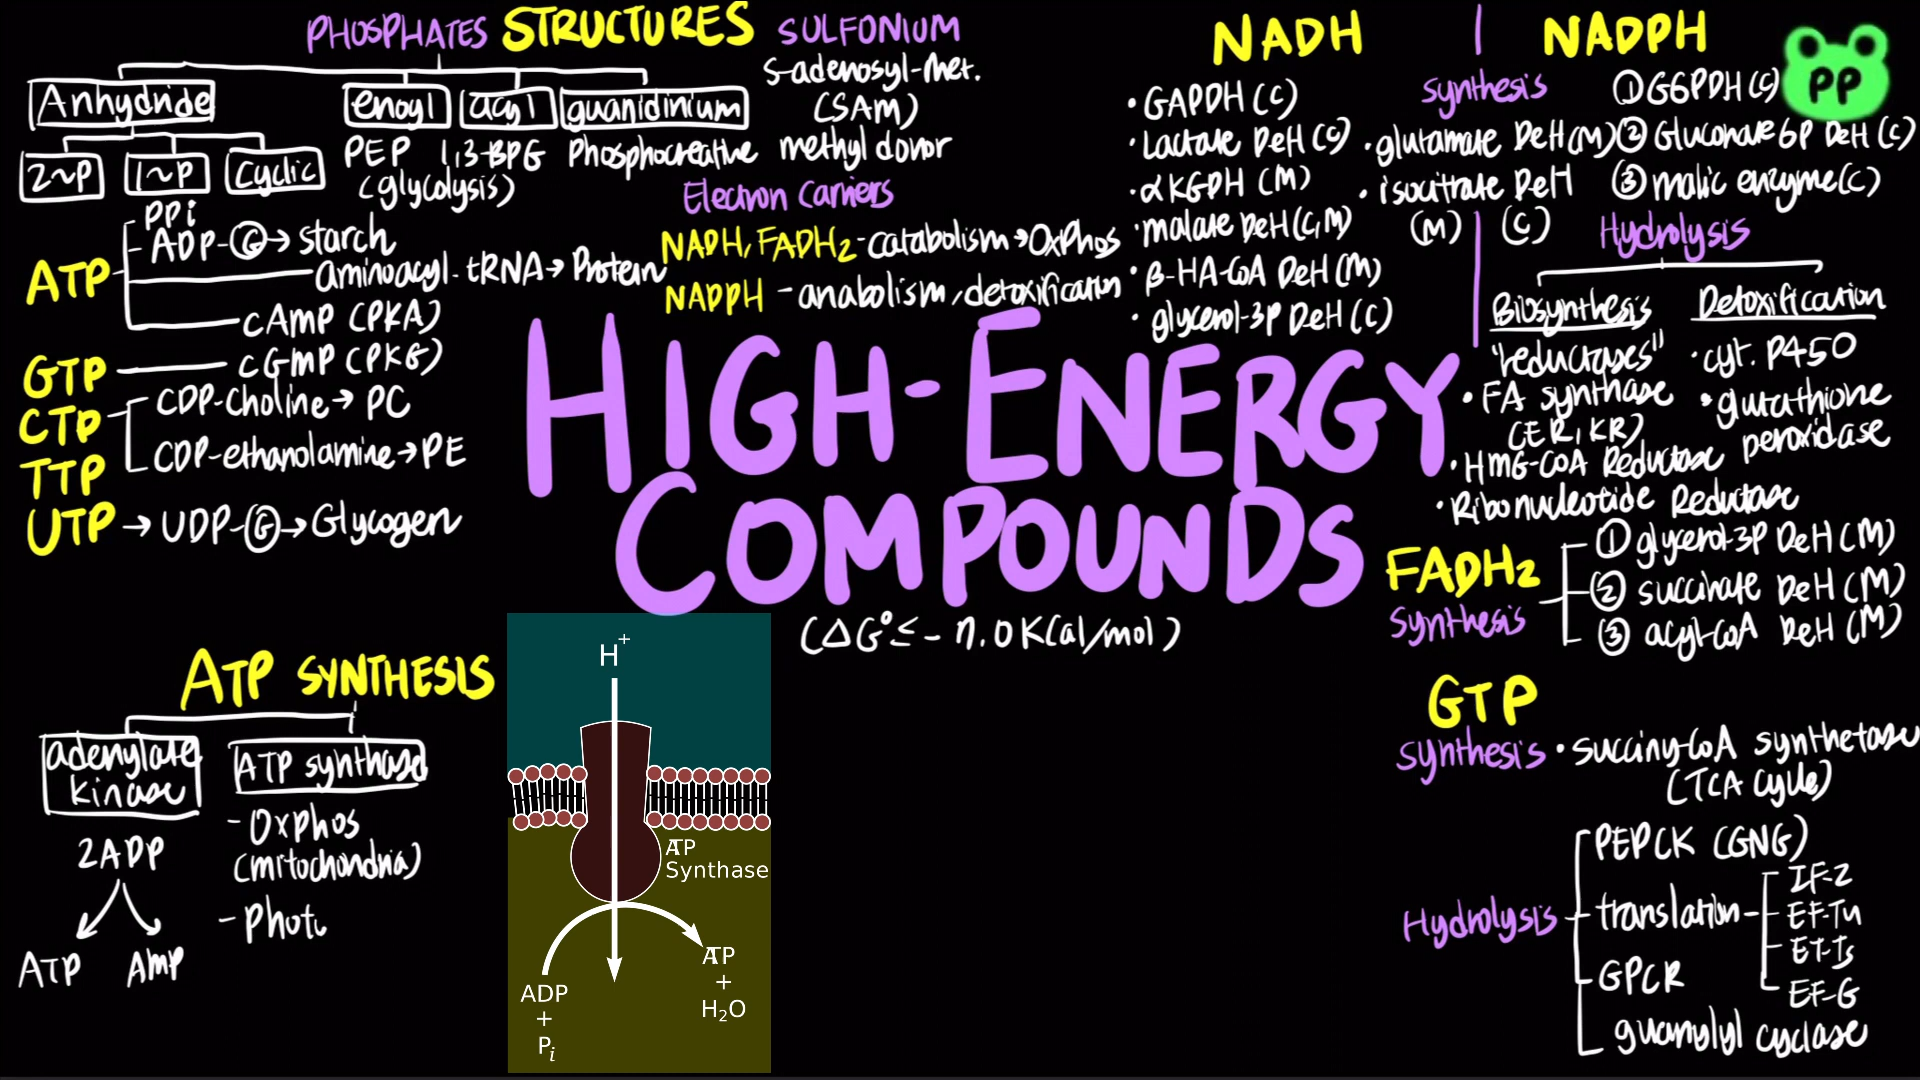 PHOSPHATES STRUCTURES SULFONIUM
S-adenosyl-Met.
(SAM)
methyl donor
Anhydride enoyl acyl guanidinium
2~P 1~P Cyclic
PEP 1,3-BPG Phosphocreative
(glycolysis)
ATP
PPi
ADP-G→ starch
aminoacyl-tRNA→ Protein
cAMP (PKA)
GTP cGMP (PKG)
CTP
CDP-choline→ PC
CDP-ethanolamine→PE
TTP
UTP → UDP-G→Glycogen
Electron Carriers
NADH, FADH2-catabolism→OxPhos
NADPH - anabolism, detoxification
NADH
• GAPDH (C)
• Lactase DeH (C)
• αKGDH (M)
• malate DeH (C,M)
• β-HA-CoA DeH (M)
• glycerol-3P DeH (C)
NADPH
PP
synthesis
• glutamate DeH (M)
• isocitrate DeH
(M) (C)
① G6PDH (C)
② Gluconate 6P DeH (C)
③ malic enzyme (C)
Hydrolysis
Biosynthesis
"reductases"
• FA synthase
(ER, KR)
• HMG-CoA Reductase
• Ribonucleotide Reductase
Detoxification
• cyt. P450
• glutathione
peroxidase
HIGH-ENERGY
COMPOUNDS
(ΔG° ≤ - 7.0 Kcal/mol)
FADH2
synthesis
① glycerol-3P DeH (M)
② succinate DeH (M)
③ acyl-CoA DeH (M)
GTP
synthesis • succinyl-CoA synthetase
(TCA cycle)
Hydrolysis
PEPCK (GNG)
translation
IF-2
EF-Tu
ET-Ts
EF-G
GPCR
guanylyl cyclase
ATP SYNTHESIS
adenylate
kinase
2ADP
ATP AMP
ATP synthase
- Oxphos
(mitochondria)
- Phot
H+
ATP
Synthase
ADP
+
Pi
ATP
+
H2O